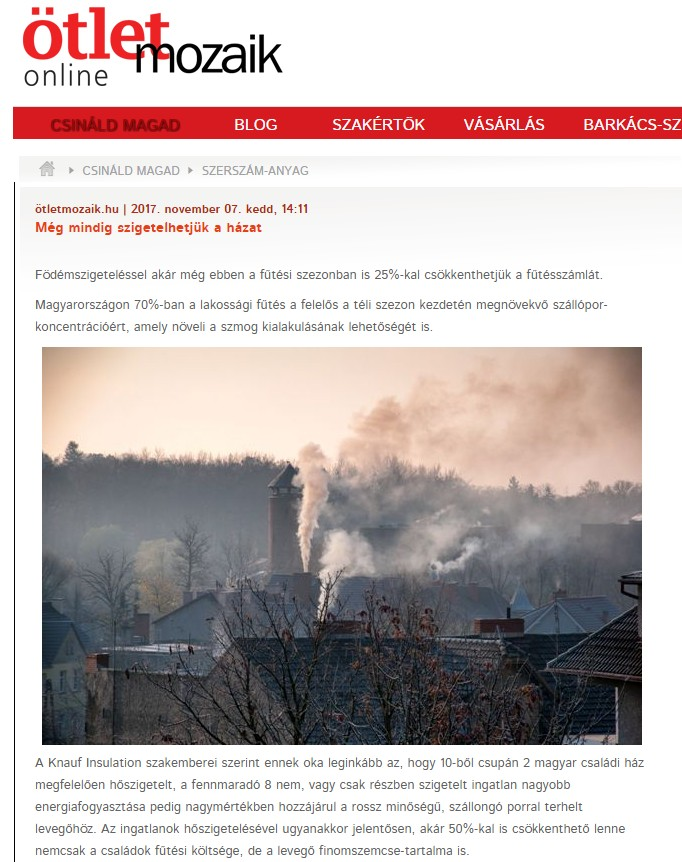 ötlet
mozaik
online
CSINÁLD MAGAD BLOG SZAKÉRTŐK VÁSÁRLÁS BARKÁCS-SZ
CSINÁLD MAGAD SZERSZÁM-ANYAG
ötletmozaik.hu | 2017. november 07. kedd, 14:11
Még mindig szigetelhetjük a házat
Födémszigeteléssel akár még ebben a fűtési szezonban is 25%-kal csökkenthetjük a fűtésszámlát.
Magyarországon 70%-ban a lakossági fűtés a felelős a téli szezon kezdetén megnövekvő szállópor-
koncentrációért, amely növeli a szmog kialakulásának lehetőségét is.
A Knauf Insulation szakemberei szerint ennek oka leginkább az, hogy 10-ből csupán 2 magyar családi ház
megfelelően hőszigetelt, a fennmaradó 8 nem, vagy csak részben szigetelt ingatlan nagyobb
energiafogyasztása pedig nagymértékben hozzájárul a rossz minőségű, szállongó porral terhelt
levegőhöz. Az ingatlanok hőszigetelésével ugyanakkor jelentősen, akár 50%-kal is csökkenthető lenne
nemcsak a családok fűtési költsége, de a levegő finomszemcse-tartalma is.